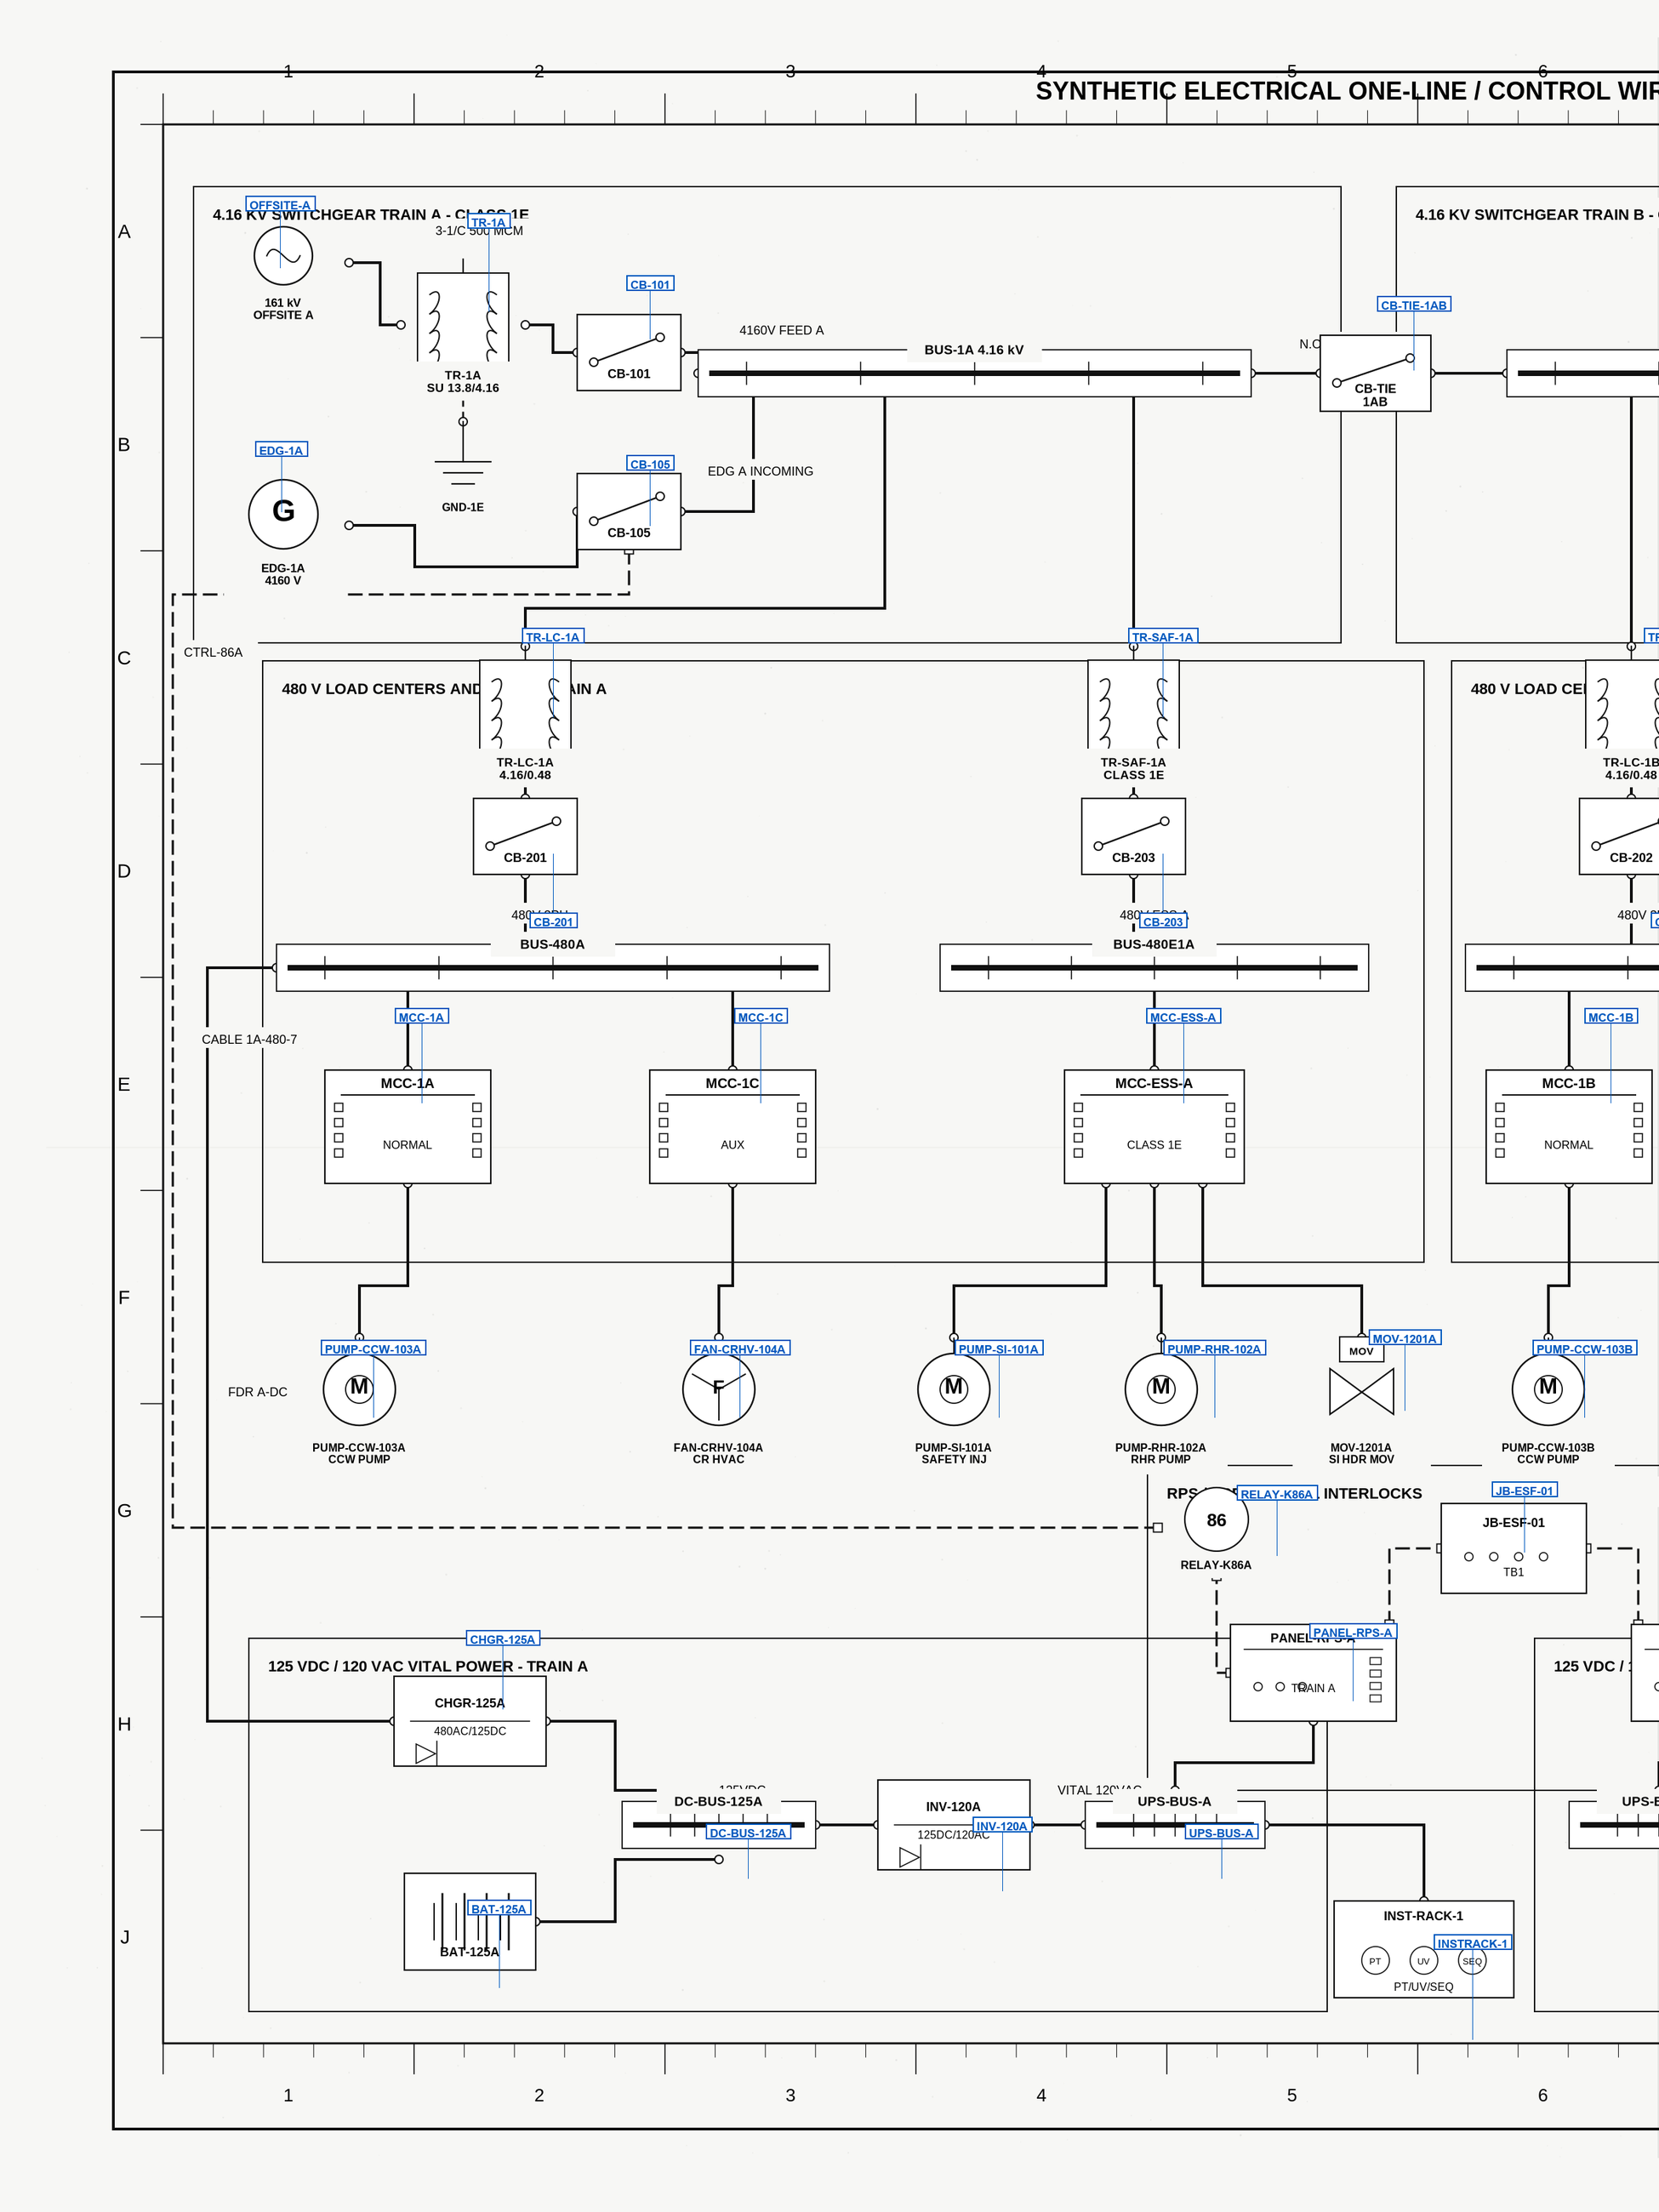 1 2 3 4 5 6
SYNTHETIC ELECTRICAL ONE-LINE / CONTROL
A
B
C
D
E
F
G
H
J
OFFSITE-A
4.16 KV SWITCHGEAR TRAIN A - CLASS 1E
TR-1A
3-1/C 500 MCM
4.16 KV SWITCHGEAR TRAIN B -
161 kV
OFFSITE A
CB-101
CB-101
4160V FEED A
BUS-1A 4.16 kV
CB-TIE-1AB
CB-TIE
1AB
TR-1A
SU 13.8/4.16
EDG-1A
G
EDG-1A
4160 V
GND-1E
CB-105
CB-105
EDG A INCOMING
CTRL-86A
TR-LC-1A
TR-SAF-1A
480 V LOAD CENTERS AND
480 V LOAD
TR-LC-1A
4.16/0.48
TR-SAF-1A
CLASS 1E
TR-LC-1B
4.16/0.48
CB-201
CB-203
CB-202
CB-201
CB-203
480V
BUS-480A
BUS-480E1A
MCC-1A
MCC-1C
MCC-ESS-A
MCC-1B
CABLE 1A-480-7
MCC-1A
NORMAL
MCC-1C
AUX
MCC-ESS-A
CLASS 1E
MCC-1B
NORMAL
PUMP-CCW-103A
FAN-CRHV-104A
PUMP-SI-101A
PUMP-RHR-102A
MOV-1201A
PUMP-CCW-103B
M
F
M
M
MOV
M
FDR A-DC
PUMP-CCW-103A
CCW PUMP
FAN-CRHV-104A
CR HVAC
PUMP-SI-101A
SAFETY INJ
PUMP-RHR-102A
RHR PUMP
MOV-1201A
SI HDR MOV
PUMP-CCW-103B
CCW PUMP
INTERLOCKS
RELAY-K86A
86
RELAY-K86A
JB-ESF-01
JB-ESF-01
TB1
PANEL-RPS-A
PANEL-RPS-A
TRAIN A
CHGR-125A
125 VDC / 120 VAC VITAL POWER - TRAIN A
125 VDC /
CHGR-125A
480AC/125DC
125VDC
DC-BUS-125A
DC-BUS-125A
INV-120A
125DC/120AC
INV-120A
VITAL 120VAC
UPS-BUS-A
UPS-BUS-A
BAT-125A
BAT-125A
INST-RACK-1
INSTRACK-1
PT UV SEQ
PT/UV/SEQ
1 2 3 4 5 6